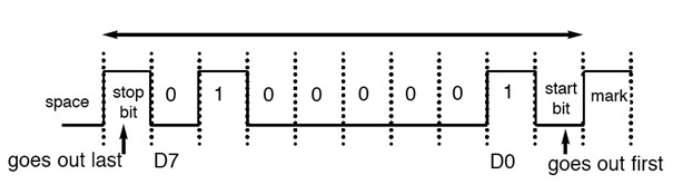 space stop bit 0 1 0 0 0 0 0 1 start bit mark
goes out last D7 D0 goes out first